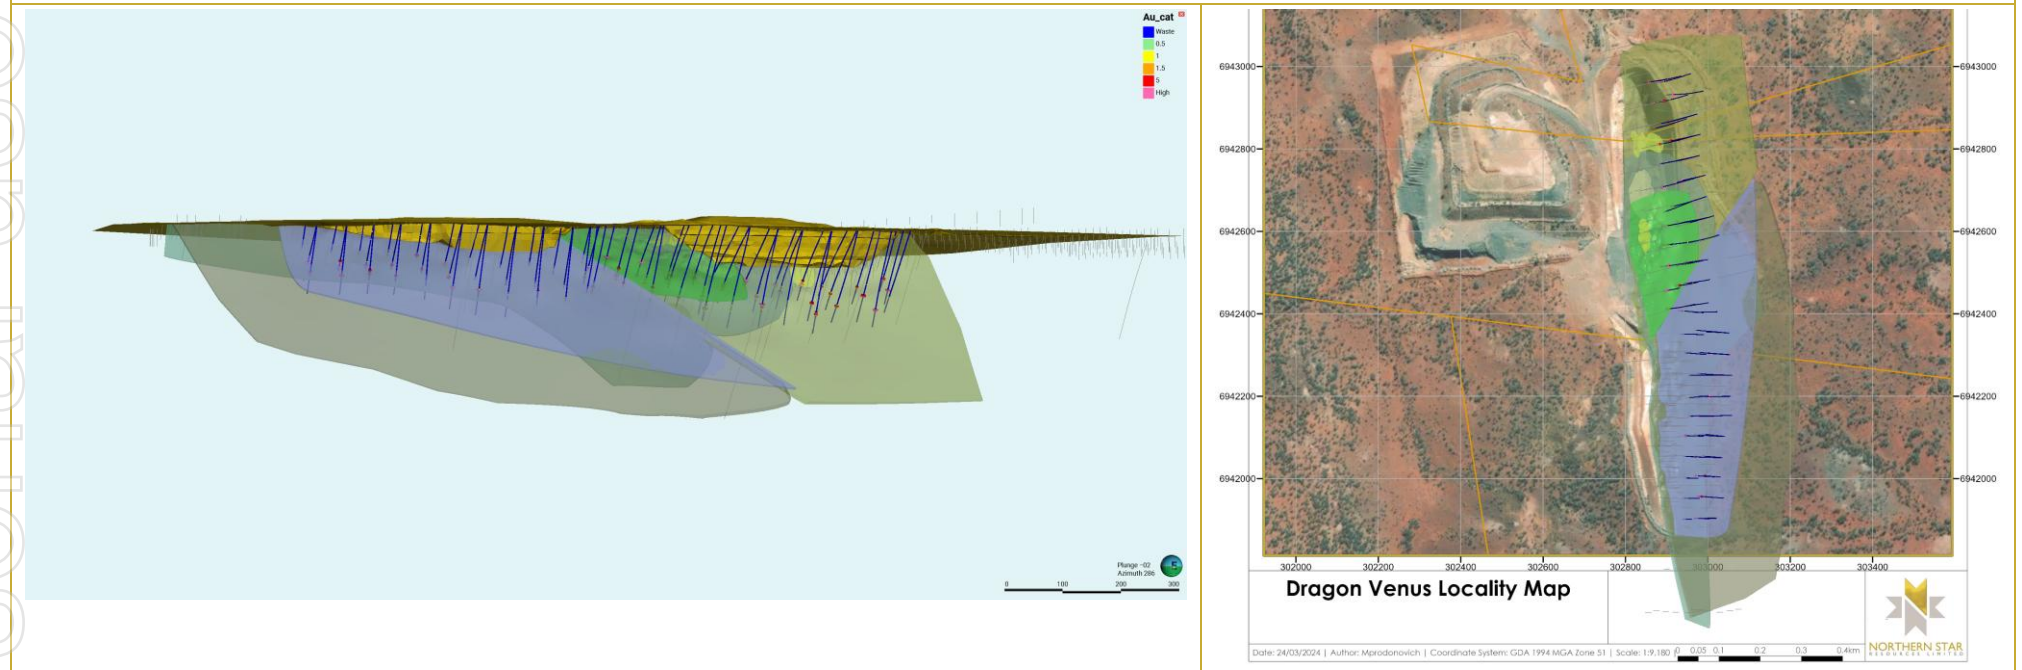 Au_cat
Waste
0.5
1
1.5
5
High
Plunge -02
Azimuth 286
0 100 200 300
6943000
6942800
6942600
6942400
6942200
6942000
6943000
6942800
6942600
6942400
6942200
6942000
302000 302200 302400 302600 302800 303000 303200 303400
Dragon Venus Locality Map
NORTHERN STAR
RESOURCES LIMITED
Date: 24/03/2024 | Author: Mprodonovich | Coordinate System: GDA 1994 MGA Zone 51 | Scale: 1:9,180
0 0.05 0.1 0.2 0.3 0.4km